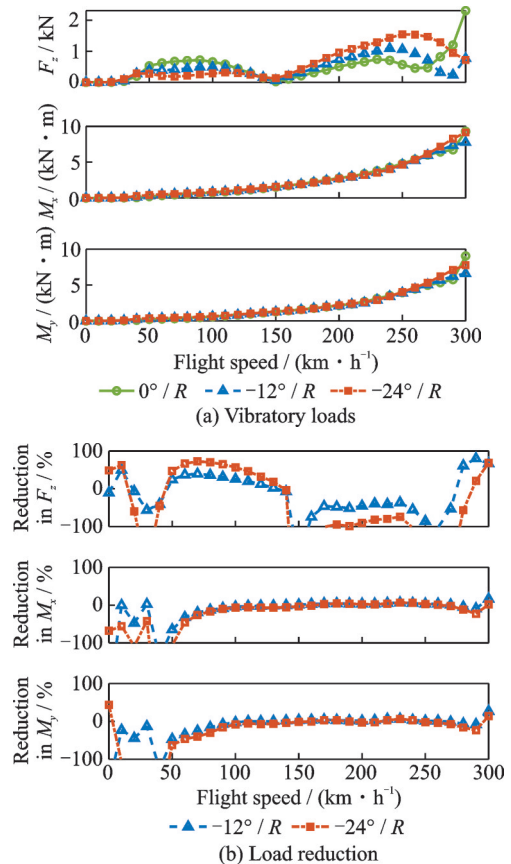 F_z / kN
2
1
0
M_x / (kN · m)
10
5
0
M_y / (kN · m)
10
5
0
0 50 100 150 200 250 300
Flight speed / (km · h⁻¹)
0° / R −12° / R −24° / R
(a) Vibratory loads
Reduction in F_z / %
100
0
−100
Reduction in M_x / %
100
0
−100
Reduction in M_y / %
100
0
−100
0 50 100 150 200 250 300
Flight speed / (km · h⁻¹)
−12° / R −24° / R
(b) Load reduction